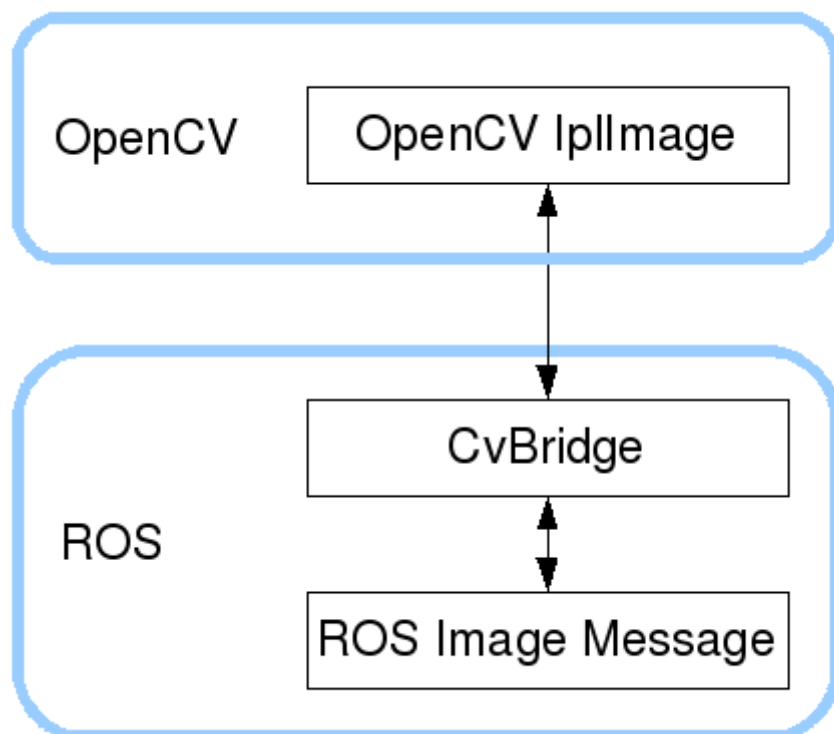 OpenCV
OpenCV IplImage
CvBridge
ROS
ROS Image Message